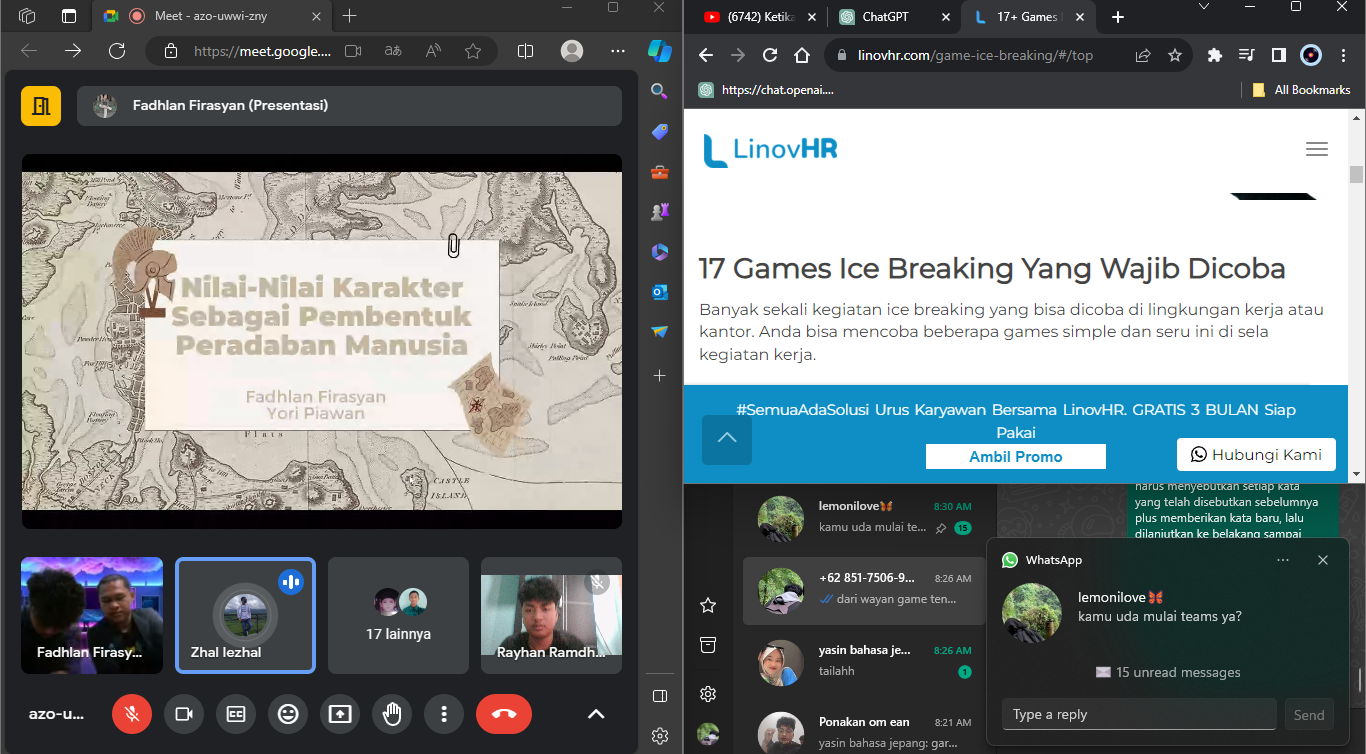 Meet - azo-uwwi-zny
https://meet.google....
Fadhlan Firasyan (Presentasi)
Nilai-Nilai Karakter
Sebagai Pembentuk
Peradaban Manusia
Fadhlan Firasyan
Yori Piawan
Flats
CASTLE
ISLAND
Fadhlan Firasy...
Zhal Iezhal
17 lainnya
Rayhan Ramdh...
azo-u...
(6742) Ketika
ChatGPT
17+ Games
linovhr.com/game-ice-breaking/#/top
https://chat.openai....
All Bookmarks
LinovHR
17 Games Ice Breaking Yang Wajib Dicoba
Banyak sekali kegiatan ice breaking yang bisa dicoba di lingkungan kerja atau
kantor. Anda bisa mencoba beberapa games simple dan seru ini di sela
kegiatan kerja.
#SemuaAdaSolusi Urus Karyawan Bersama LinovHR. GRATIS 3 BULAN Siap
Pakai
Ambil Promo
Hubungi Kami
harus menyebutkan setiap kata
yang telah disebutkan sebelumnya
plus memberikan kata baru, lalu
dilanjutkan ke belakang sampai
lemonilove🦋 8:30 AM
kamu uda mulai te... 15
+62 851-7506-9... 8:26 AM
dari wayan game ten...
yasin bahasa je... 8:26 AM
tailahh 1
Ponakan om ean 8:21 AM
yasin bahasa jepang: gar...
WhatsApp
lemonilove🦋
kamu uda mulai teams ya?
15 unread messages
Type a reply
Send